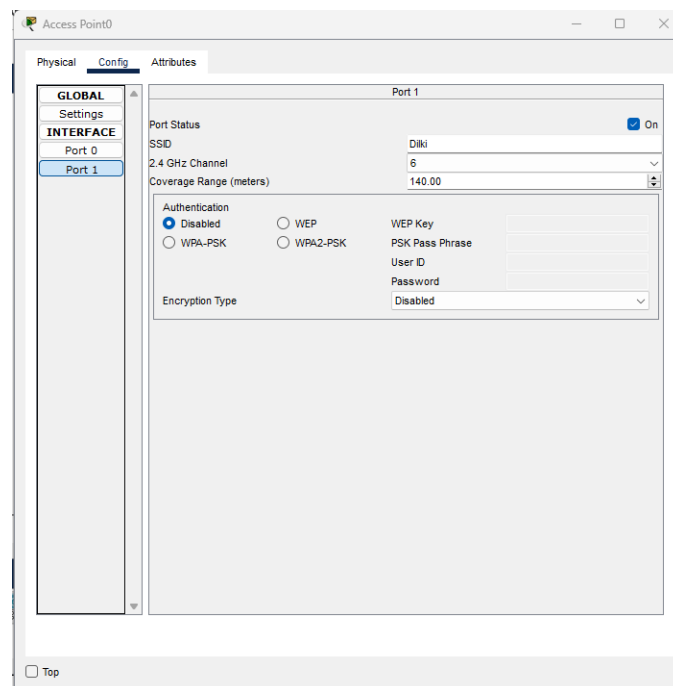 Access Point0
Physical Config Attributes
GLOBAL
Settings
INTERFACE
Port 0
Port 1
Port 1
Port Status On
SSID Dilki
2.4 GHz Channel 6
Coverage Range (meters) 140.00
Authentication
Disabled WEP WEP Key
WPA-PSK WPA2-PSK PSK Pass Phrase
User ID
Password
Encryption Type Disabled
Top